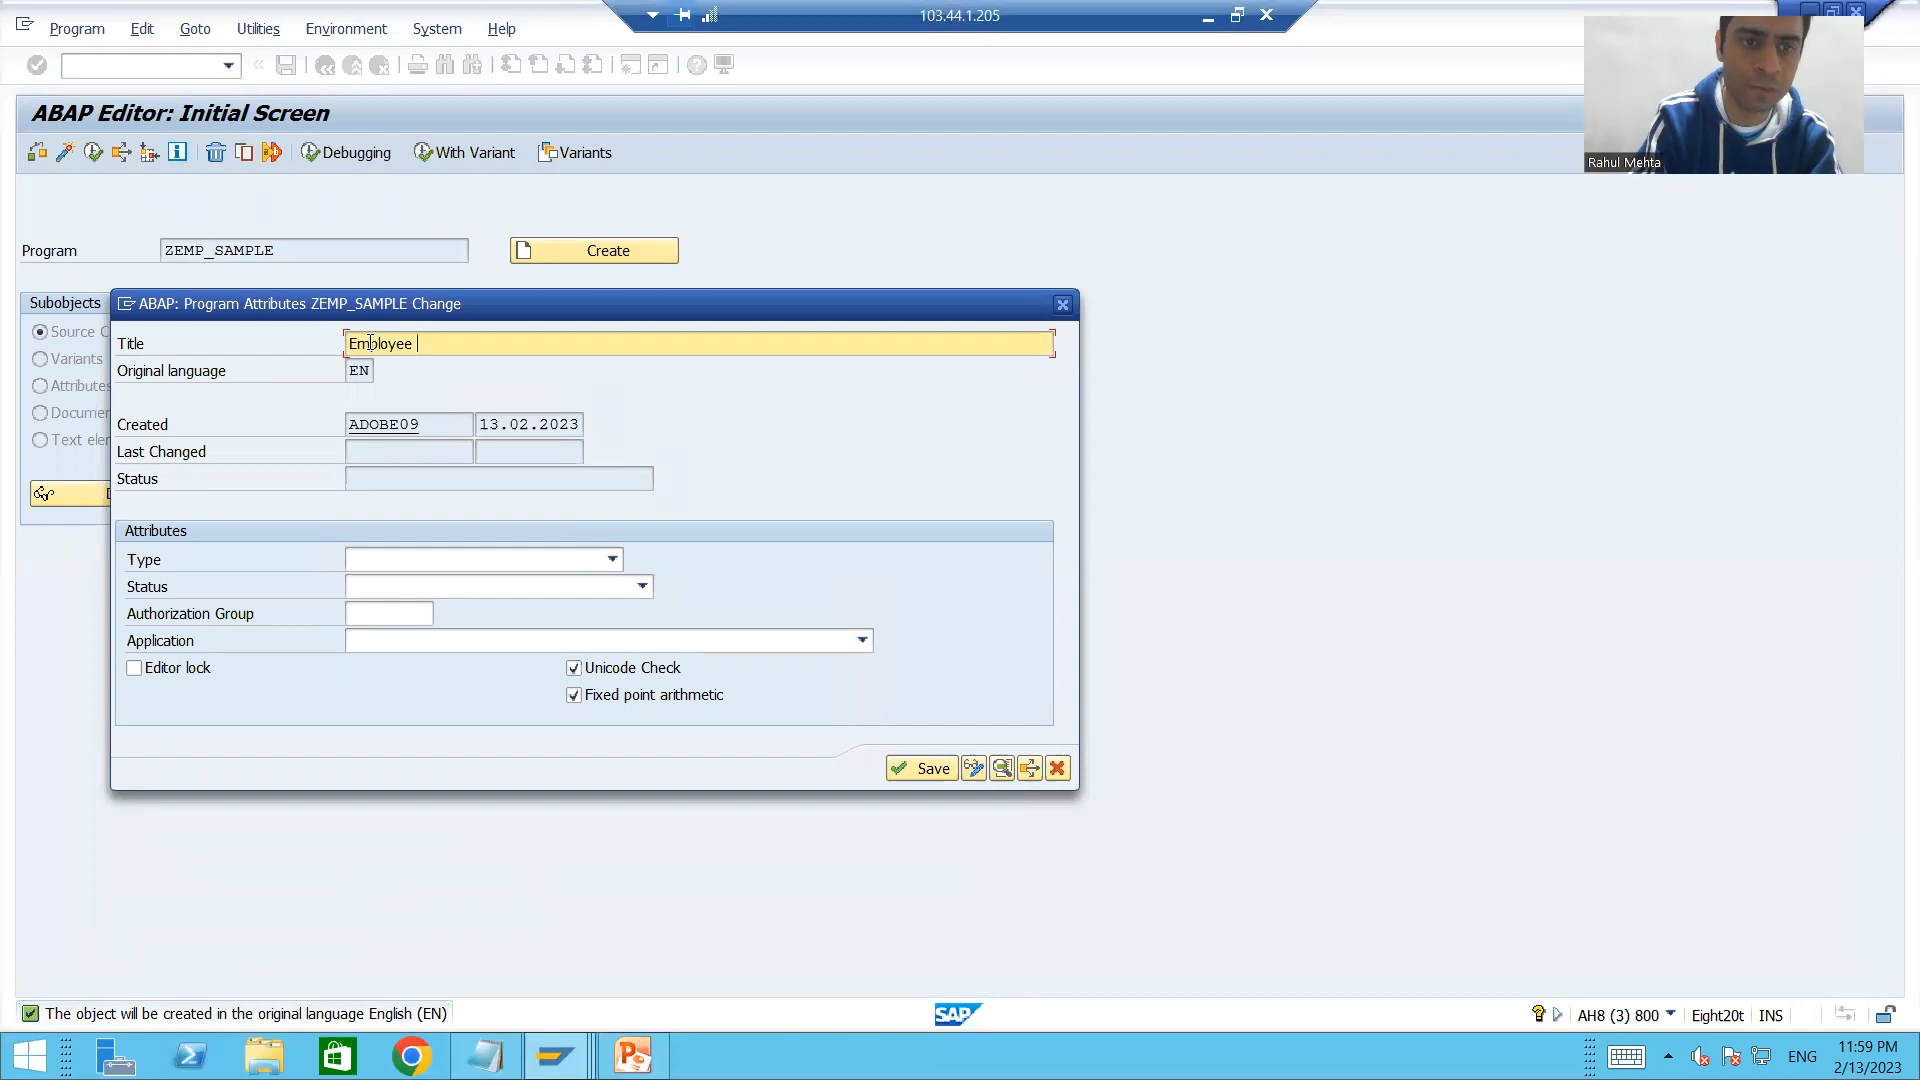 103.44.1.205
Program Edit Goto Utilities Environment System Help
Rahul Mehta
ABAP Editor: Initial Screen
Debugging With Variant Variants
Program ZEMP_SAMPLE Create
Subobjects
ABAP: Program Attributes ZEMP_SAMPLE Change
Source C
Title Employee
Variants
Original language EN
Attributes
Documen
Created ADOBE09 13.02.2023
Text eler
Last Changed
Status
D
Attributes
Type
Status
Authorization Group
Application
Editor lock Unicode Check
Fixed point arithmetic
Save
The object will be created in the original language English (EN)
SAP
AH8 (3) 800 Eight20t INS
ENG
11:59 PM
2/13/2023